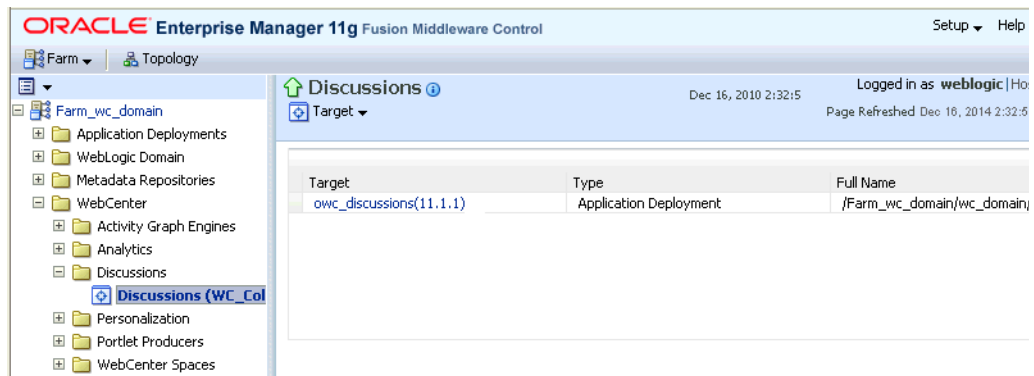 ORACLE Enterprise Manager 11g Fusion Middleware Control
Setup Help
Farm Topology
Farm_wc_domain
Application Deployments
WebLogic Domain
Metadata Repositories
WebCenter
Activity Graph Engines
Analytics
Discussions
Discussions (WC_Col
Personalization
Portlet Producers
WebCenter Spaces
Discussions
Target
Dec 16, 2010 2:32:5
Logged in as weblogic|Ho
Page Refreshed Dec 16, 2014 2:32:5
Target Type Full Name
owc_discussions(11.1.1) Application Deployment /Farm_wc_domain/wc_domain/